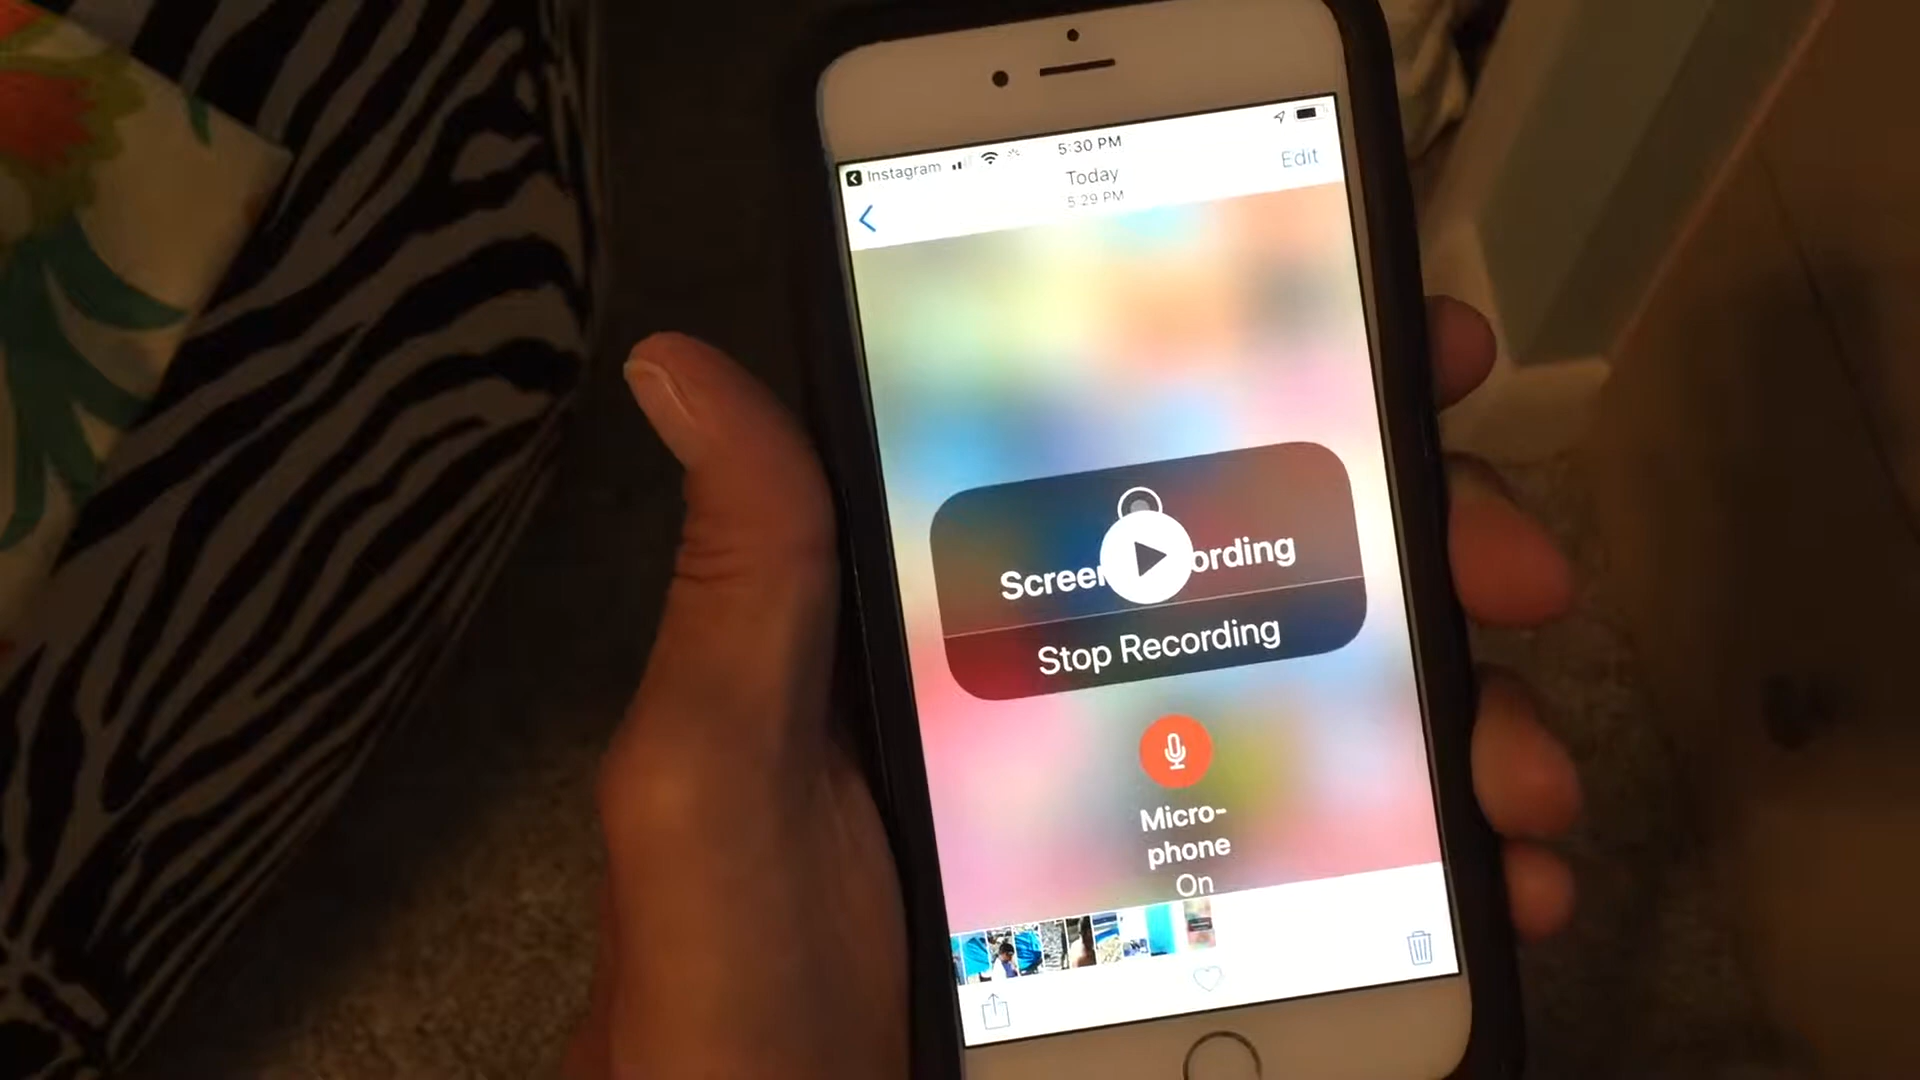 Instagram
5:30 PM
Today
5:29 PM
Edit
Screen ording
Stop Recording
Micro-
phone
On